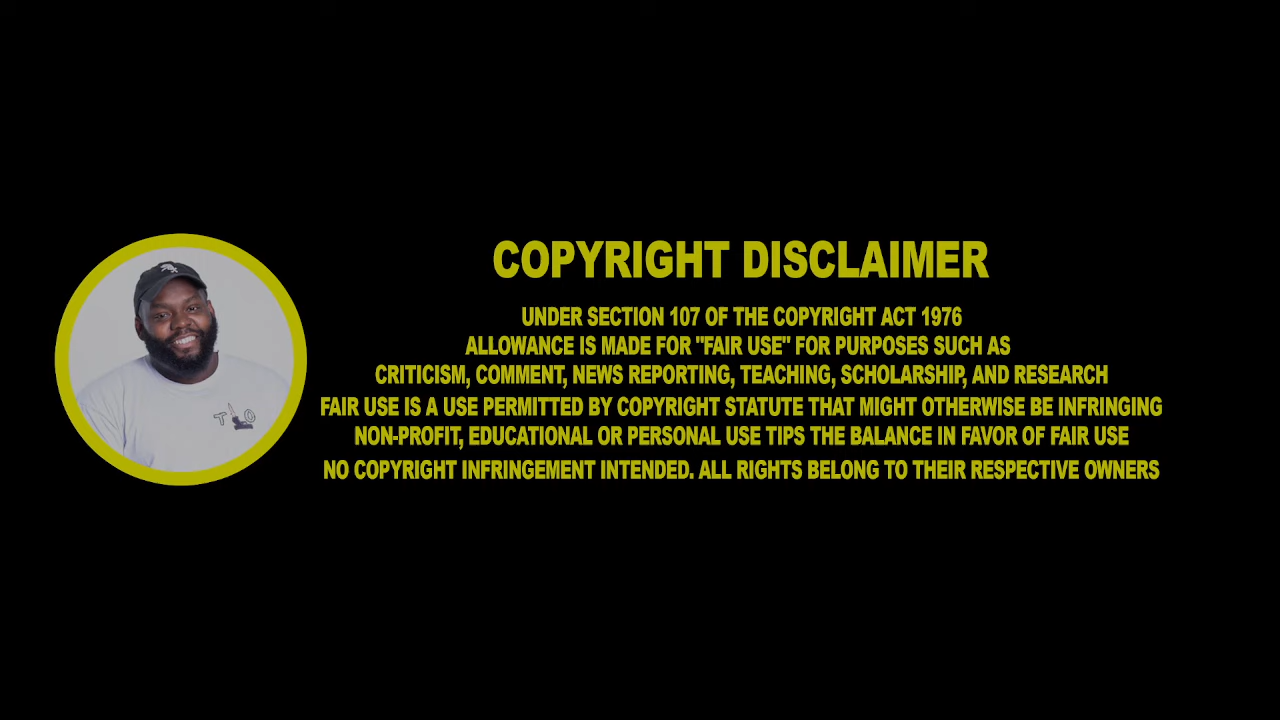 COPYRIGHT DISCLAIMER
UNDER SECTION 107 OF THE COPYRIGHT ACT 1976
ALLOWANCE IS MADE FOR "FAIR USE" FOR PURPOSES SUCH AS
CRITICISM, COMMENT, NEWS REPORTING, TEACHING, SCHOLARSHIP, AND RESEARCH
FAIR USE IS A USE PERMITTED BY COPYRIGHT STATUTE THAT MIGHT OTHERWISE BE INFRINGING
NON-PROFIT, EDUCATIONAL OR PERSONAL USE TIPS THE BALANCE IN FAVOR OF FAIR USE
NO COPYRIGHT INFRINGEMENT INTENDED. ALL RIGHTS BELONG TO THEIR RESPECTIVE OWNERS